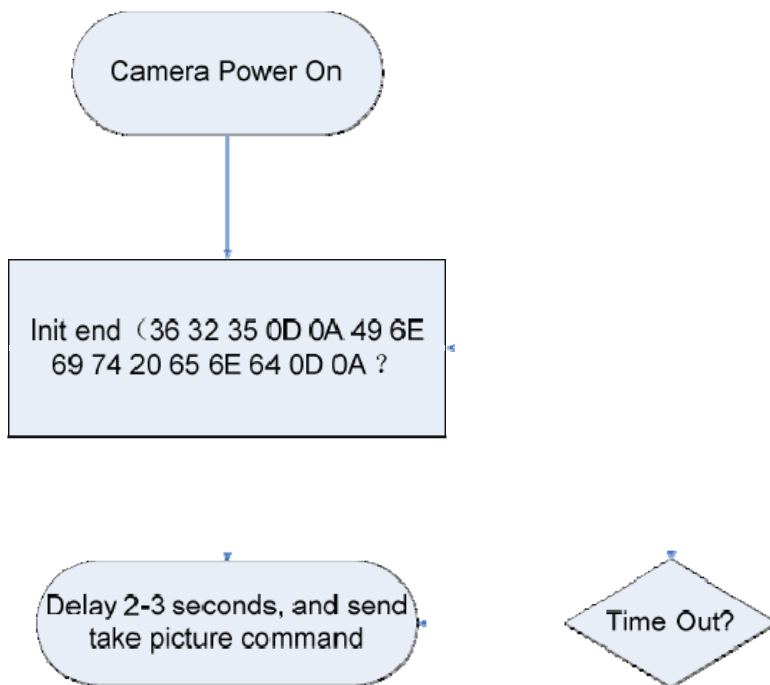 Camera Power On
Init end（36 32 35 0D 0A 49 6E
69 74 20 65 6E 64 0D 0A ?
Delay 2-3 seconds, and send
take picture command
Time Out?